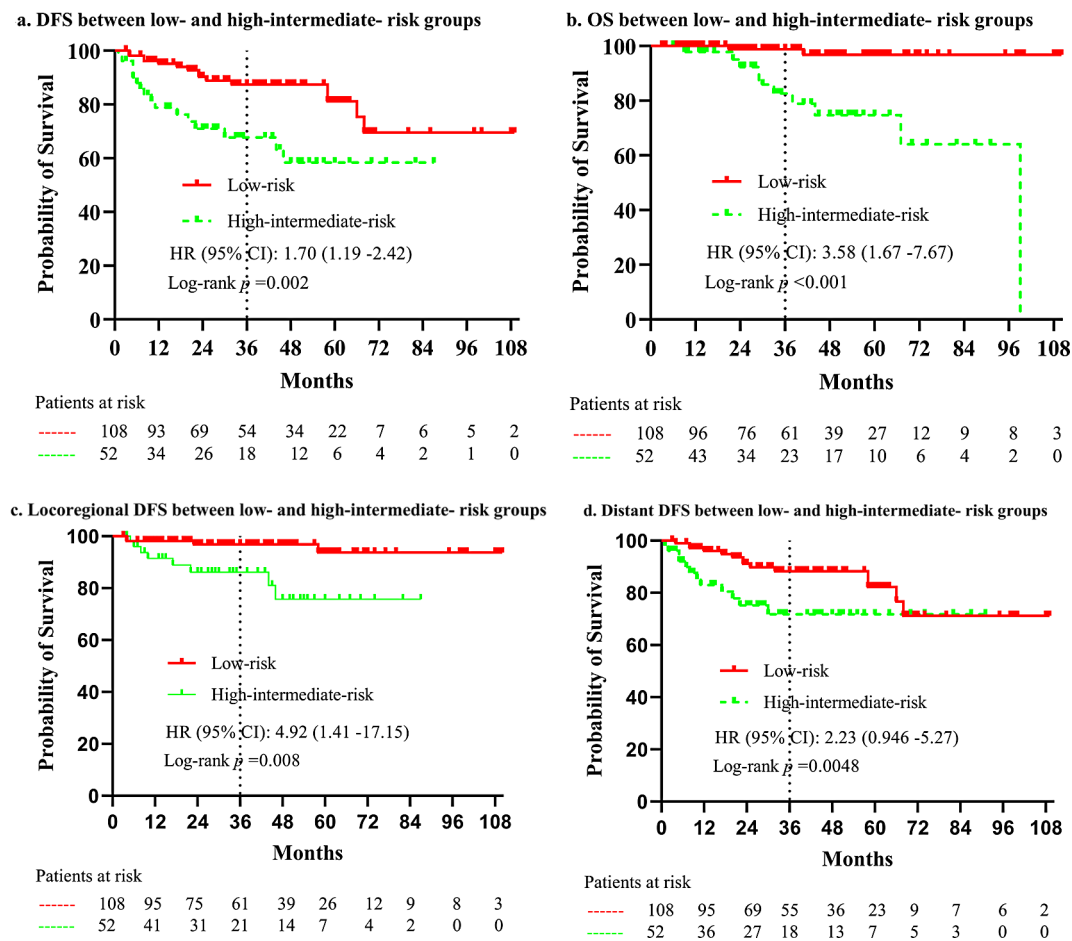 a. DFS between low- and high-intermediate- risk groups
Probability of Survival
100
80
60
40
20
0
Low-risk
High-intermediate-risk
HR (95% CI): 1.70 (1.19 -2.42)
Log-rank p =0.002
0 12 24 36 48 60 72 84 96 108
Months
Patients at risk
108 93 69 54 34 22 7 6 5 2
52 34 26 18 12 6 4 2 1 0
b. OS between low- and high-intermediate- risk groups
Probability of Survival
100
80
60
40
20
0
Low-risk
High-intermediate-risk
HR (95% CI): 3.58 (1.67 -7.67)
Log-rank p <0.001
0 12 24 36 48 60 72 84 96 108
Months
Patients at risk
108 96 76 61 39 27 12 9 8 3
52 43 34 23 17 10 6 4 2 0
c. Locoregional DFS between low- and high-intermediate- risk groups
Probability of Survival
100
80
60
40
20
0
Low-risk
High-intermediate-risk
HR (95% CI): 4.92 (1.41 -17.15)
Log-rank p =0.008
0 12 24 36 48 60 72 84 96 108
Months
Patients at risk
108 95 75 61 39 26 12 9 8 3
52 41 31 21 14 7 4 2 0 0
d. Distant DFS between low- and high-intermediate- risk groups
Probability of Survival
100
80
60
40
20
0
Low-risk
High-intermediate-risk
HR (95% CI): 2.23 (0.946 -5.27)
Log-rank p =0.0048
0 12 24 36 48 60 72 84 96 108
Months
Patients at risk
108 95 69 55 36 23 9 7 6 2
52 36 27 18 13 7 5 3 0 0